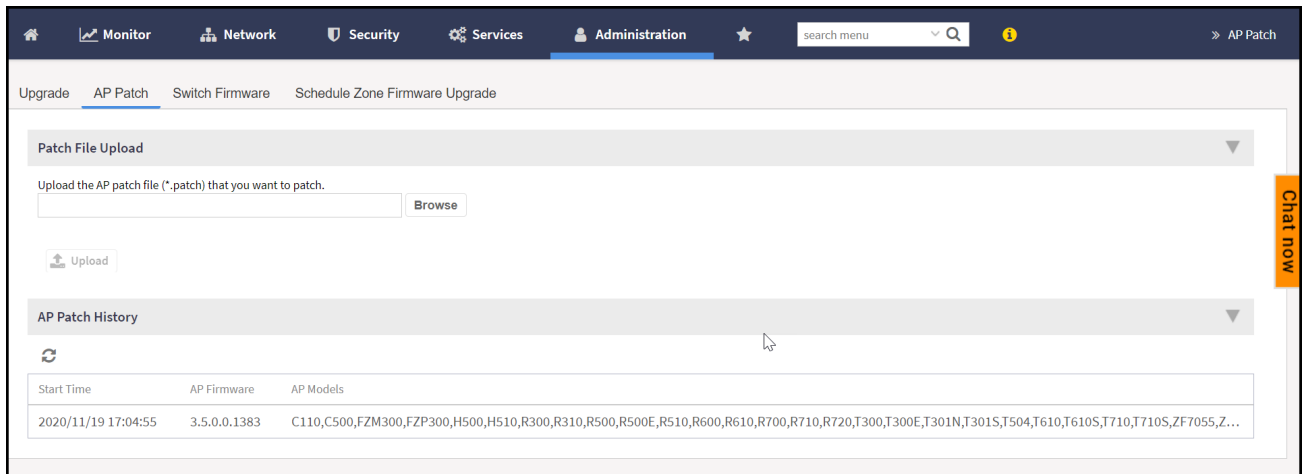 Monitor Network Security Services Administration search menu » AP Patch
Upgrade AP Patch Switch Firmware Schedule Zone Firmware Upgrade
Patch File Upload
Upload the AP patch file (*.patch) that you want to patch.
Browse
Upload
Chat now
AP Patch History
Start Time AP Firmware AP Models
2020/11/19 17:04:55 3.5.0.0.1383 C110,C500,FZM300,FZP300,H500,H510,R300,R310,R500,R500E,R510,R600,R610,R700,R710,R720,T300,T300E,T301N,T301S,T504,T610,T610S,T710,T710S,ZF7055,Z...